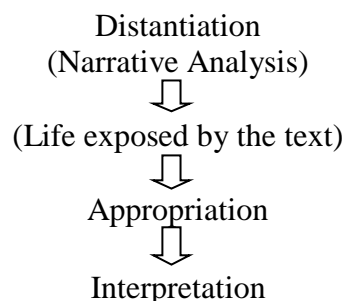 Distantiation
(Narrative Analysis)
(Life exposed by the text)
Appropriation
Interpretation